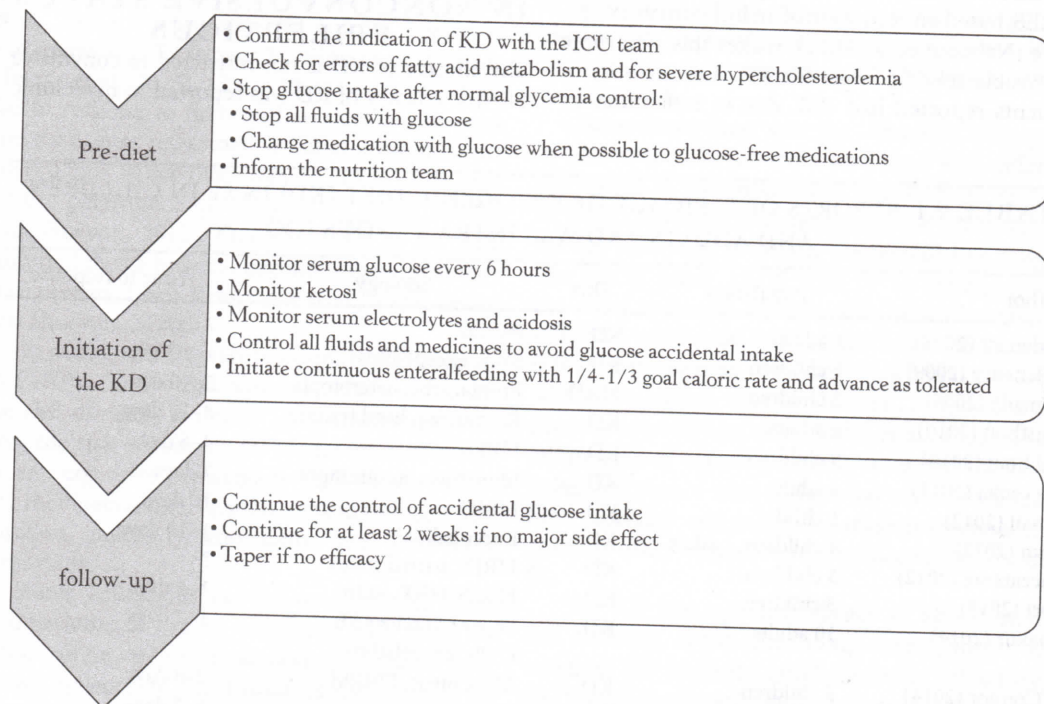 Pre-diet
• Confirm the indication of KD with the ICU team
• Check for errors of fatty acid metabolism and for severe hypercholesterolemia
• Stop glucose intake after normal glycemia control:
• Stop all fluids with glucose
• Change medication with glucose when possible to glucose-free medications
• Inform the nutrition team
Initiation of
the KD
• Monitor serum glucose every 6 hours
• Monitor ketosi
• Monitor serum electrolytes and acidosis
• Control all fluids and medicines to avoid glucose accidental intake
• Initiate continuous enteralfeeding with 1/4-1/3 goal caloric rate and advance as tolerated
follow-up
• Continue the control of accidental glucose intake
• Continue for at least 2 weeks if no major side effect
• Taper if no efficacy